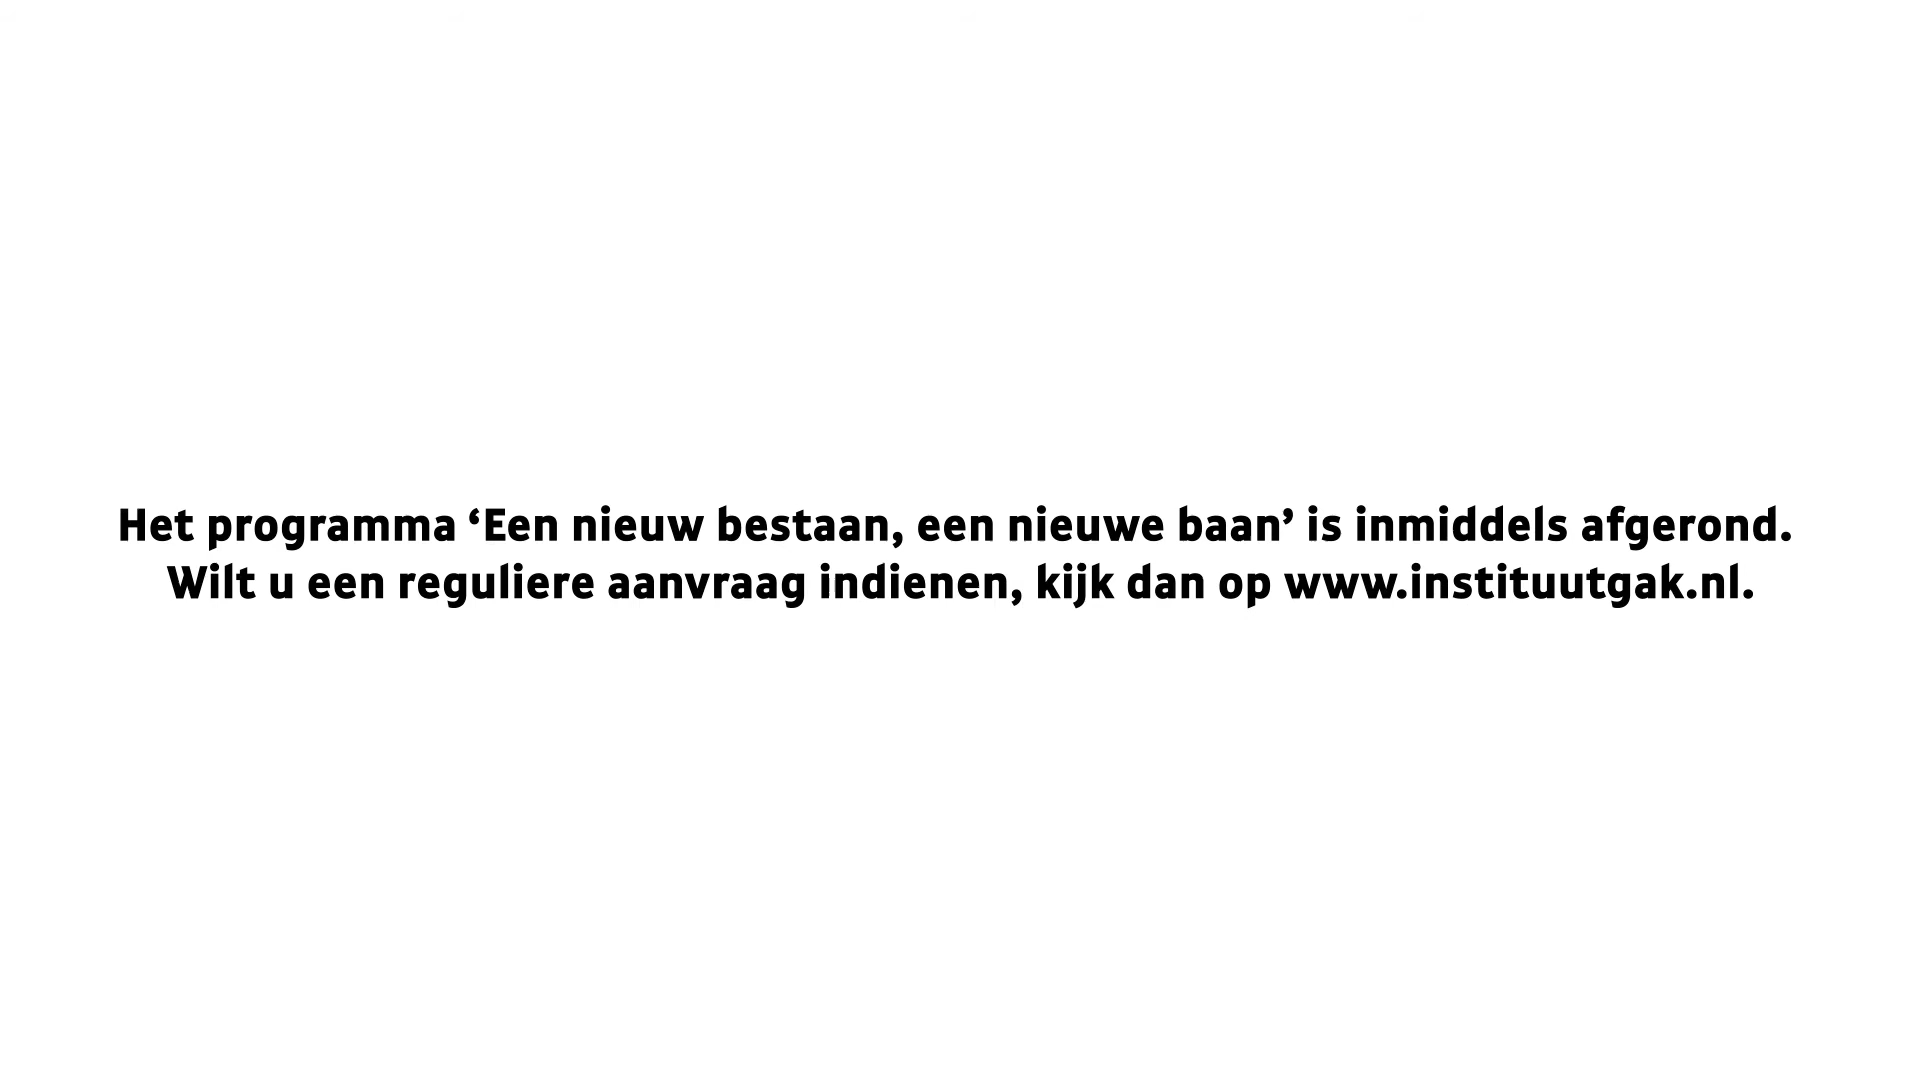 Het programma ‘Een nieuw bestaan, een nieuwe baan’ is inmiddels afgerond.
Wilt u een reguliere aanvraag indienen, kijk dan op www.instituutgak.nl.